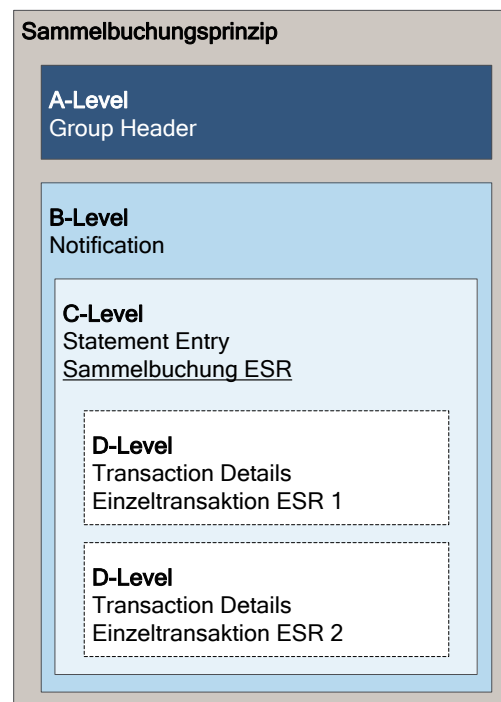 Sammelbuchungsprinzip
A-Level
Group Header
B-Level
Notification
C-Level
Statement Entry
Sammelbuchung ESR
D-Level
Transaction Details
Einzeltransaktion ESR 1
D-Level
Transaction Details
Einzeltransaktion ESR 2